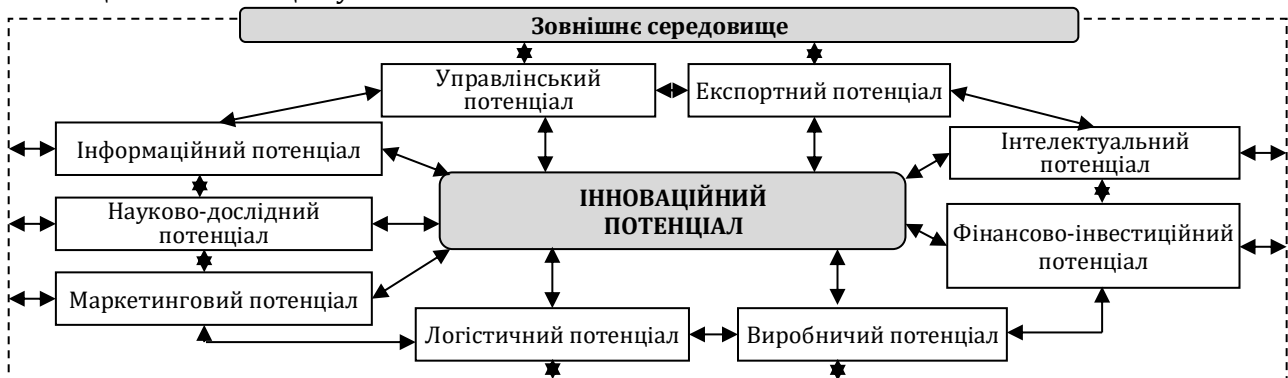 Зовнішнє середовище
Управлінський
потенціал
Експортний потенціал
Інформаційний потенціал
Інтелектуальний
потенціал
ІННОВАЦІЙНИЙ
ПОТЕНЦІАЛ
Науково-дослідний
потенціал
Фінансово-інвестиційний
потенціал
Маркетинговий потенціал
Логістичний потенціал
Виробничий потенціал